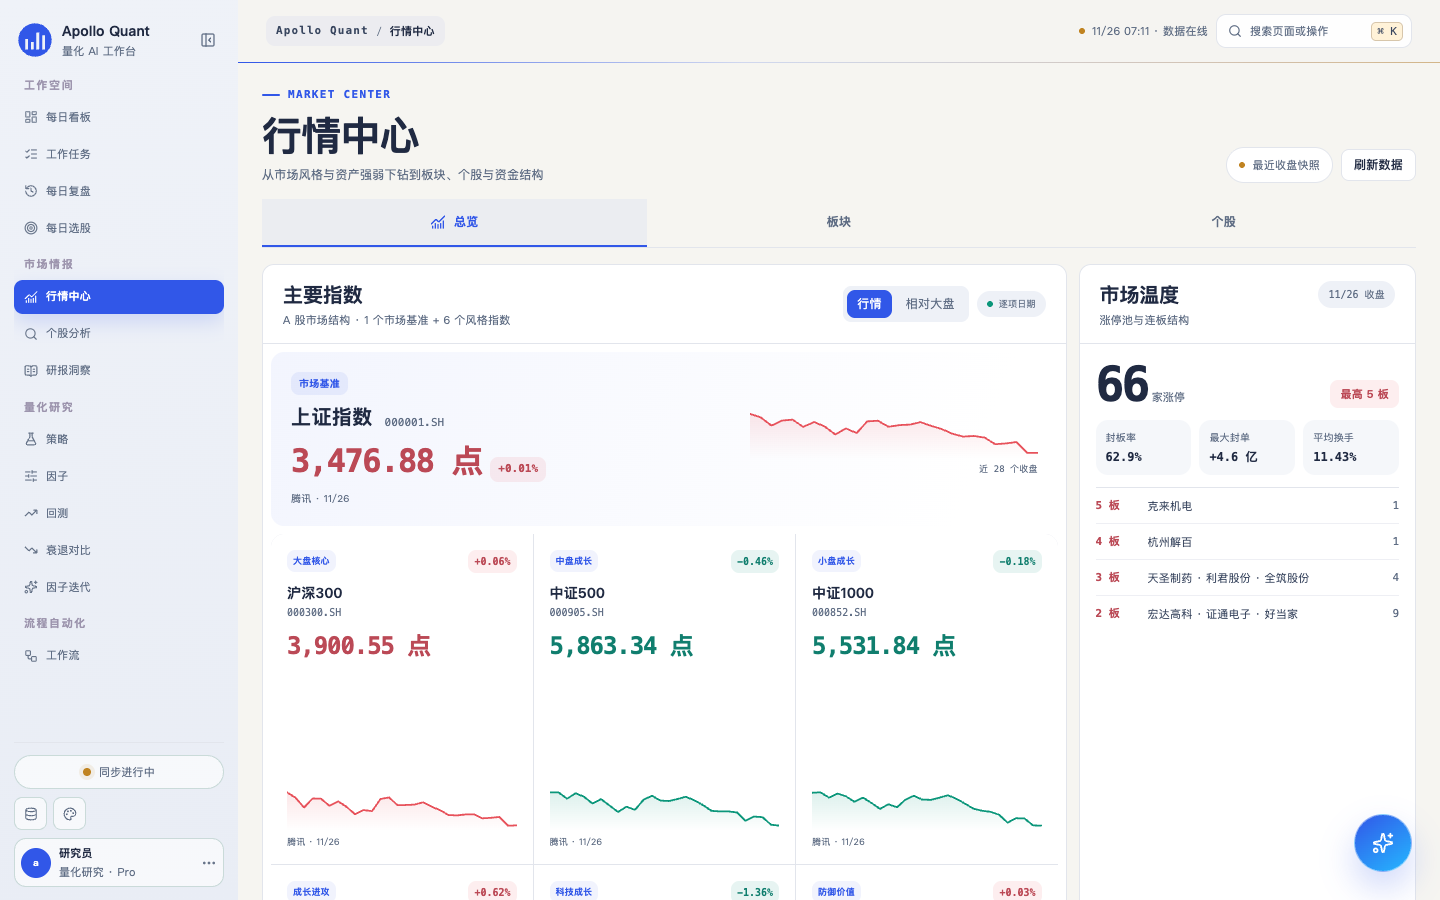 Apollo Quant
量化 AI 工作台
工作空间
每日看板
工作任务
每日复盘
每日选股
市场情报
行情中心
个股分析
研报洞察
量化研究
策略
因子
回测
衰退对比
因子迭代
流程自动化
工作流
同步进行中
a
研究员
量化研究 · Pro
Apollo Quant / 行情中心
11/26 07:11 · 数据在线
搜索页面或操作
⌘ K
MARKET CENTER
行情中心
从市场风格与资产强弱下钻到板块、个股与资金结构
最近收盘快照
刷新数据
总览
板块
个股
主要指数
A 股市场结构 · 1 个市场基准 + 6 个风格指数
行情
相对大盘
逐项日期
市场基准
上证指数 000001.SH
3,476.88 点 +0.01%
腾讯 · 11/26
近 28 个收盘
大盘核心 +0.06%
沪深300
000300.SH
3,900.55 点
腾讯 · 11/26
中盘成长 −0.46%
中证500
000905.SH
5,863.34 点
腾讯 · 11/26
小盘成长 −0.18%
中证1000
000852.SH
5,531.84 点
腾讯 · 11/26
成长进攻 +0.62%
科技成长 −1.36%
防御价值 +0.03%
市场温度
涨停池与连板结构
11/26 收盘
66 家涨停
最高 5 板
封板率
62.9%
最大封单
+4.6 亿
平均换手
11.43%
5 板 克来机电 1
4 板 杭州解百 1
3 板 天圣制药 · 利君股份 · 全筑股份 4
2 板 宏达高科 · 证通电子 · 好当家 9